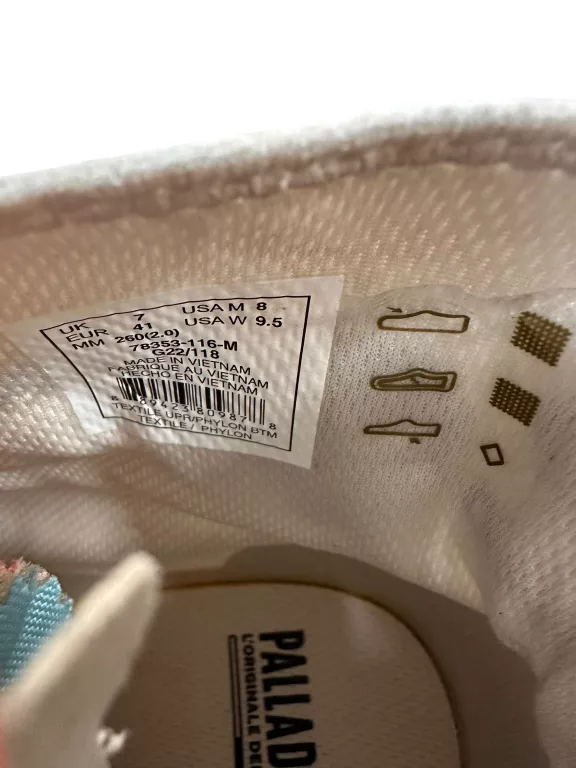 UK 7 USA M 8
EUR 41 USA W 9.5
MM 260(2.0)
78353-116-M
G22/118
MADE IN VIETNAM
FABRIQUE AU VIETNAM
HECHO EN VIETNAM
TEXTILE UPR/PHYLON BTM
TEXTILE / PHYLON
PALLAD
L'ORIGINALE DE